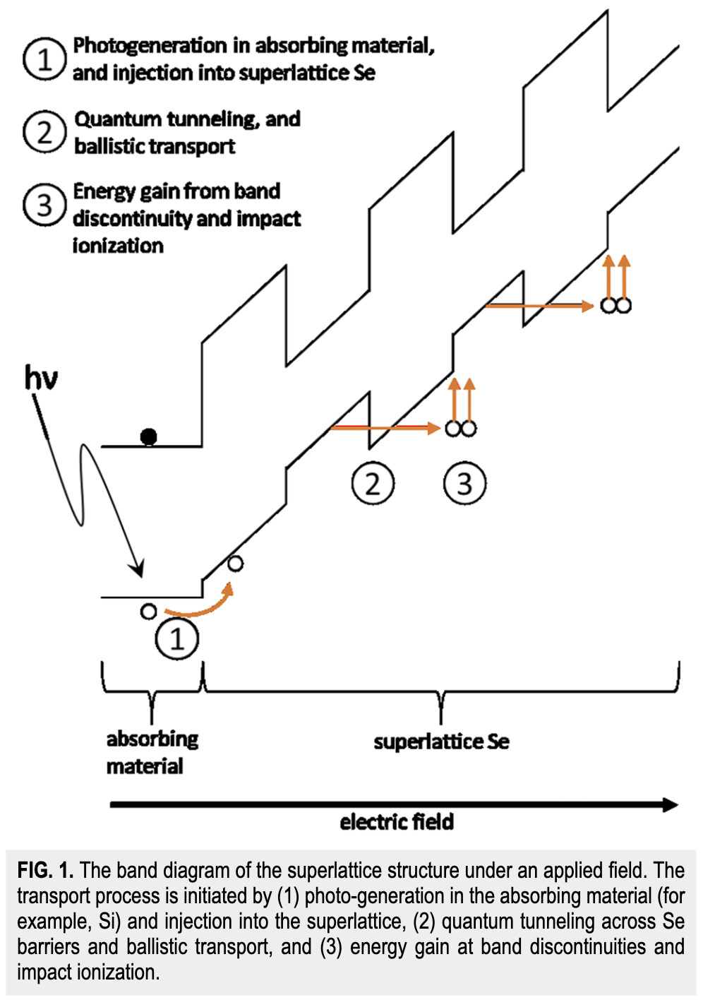 1
Photogeneration in absorbing material,
and injection into superlattice Se
2
Quantum tunneling, and
ballistic transport
3
Energy gain from band
discontinuity and impact
ionization
hν
2
3
1
absorbing
material
superlattice Se
electric field
FIG. 1. The band diagram of the superlattice structure under an applied field. The
transport process is initiated by (1) photo-generation in the absorbing material (for
example, Si) and injection into the superlattice, (2) quantum tunneling across Se
barriers and ballistic transport, and (3) energy gain at band discontinuities and
impact ionization.